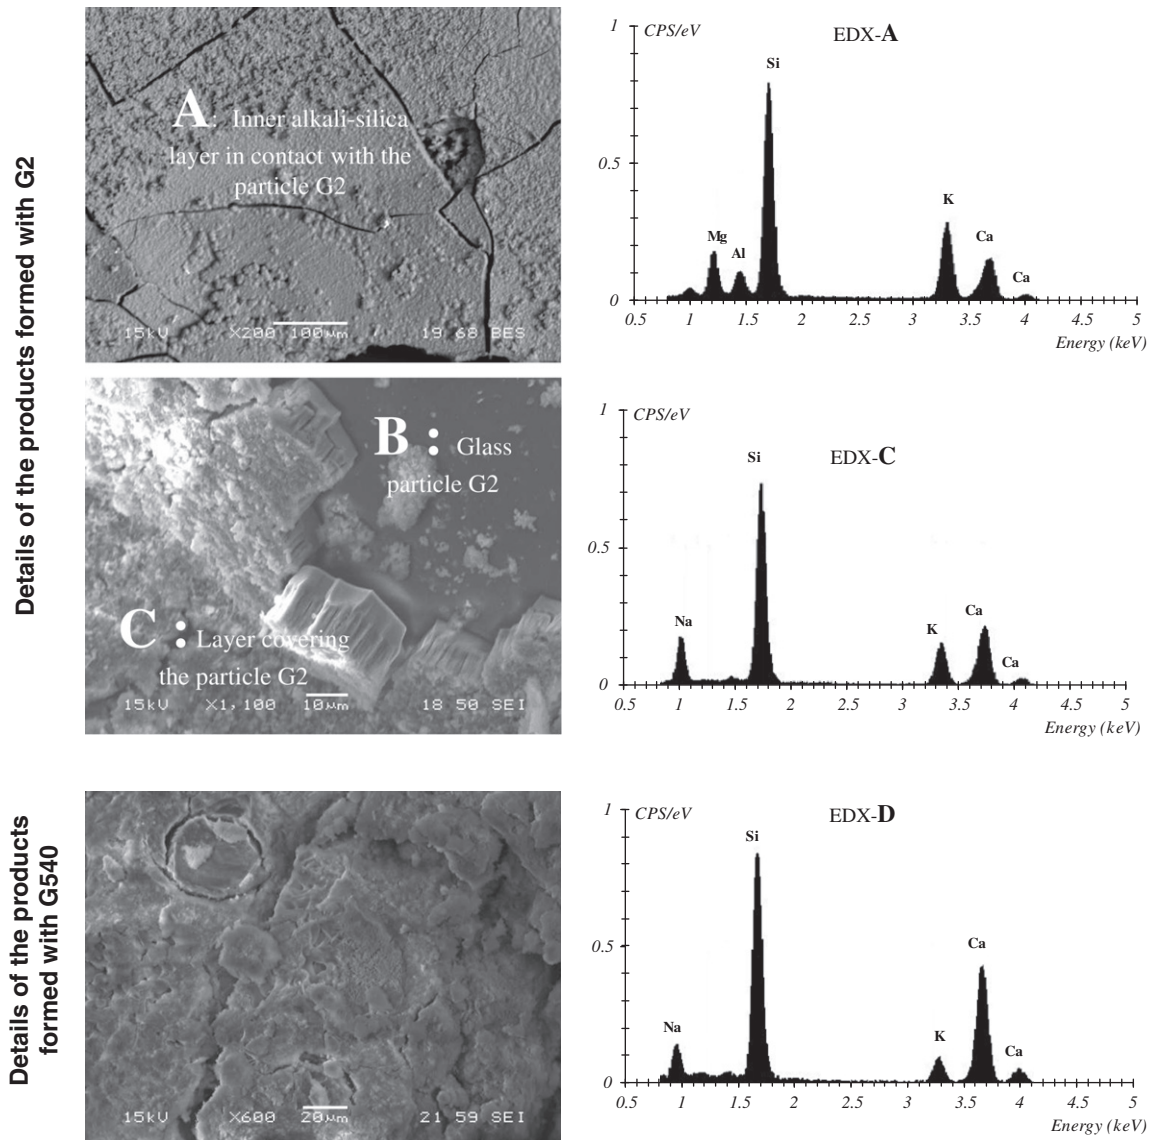 Details of the products formed with G2
A: Inner alkali-silica
layer in contact with the
particle G2
15kV X200 100μm 19 68 BES
CPS/eV
EDX-A
1
0.5
0
Si
Mg
Al
K
Ca
Ca
0.5 1 1.5 2 2.5 3 3.5 4 4.5 5
Energy (keV)
B : Glass
particle G2
C : Layer covering
the particle G2
15kV X1,100 10μm 18 50 SEI
CPS/eV
EDX-C
1
0.5
0
Si
Na
K
Ca
Ca
0.5 1 1.5 2 2.5 3 3.5 4 4.5 5
Energy (keV)
Details of the products
formed with G540
15kV X600 20μm 21 59 SEI
CPS/eV
EDX-D
1
0.5
0
Si
Na
K
Ca
Ca
0.5 1 1.5 2 2.5 3 3.5 4 4.5 5
Energy (keV)